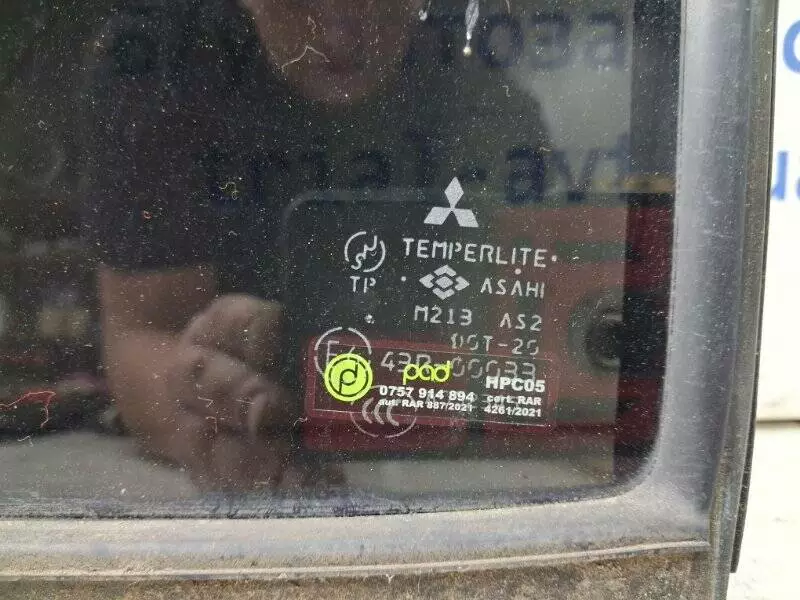 TEMPERLITE
TP
ASAHI
M213 AS2
DOT-20
43R-00033
pad
HPC05
0757 914 894
cert. RAR
aut. RAR 887/2021
4261/2021